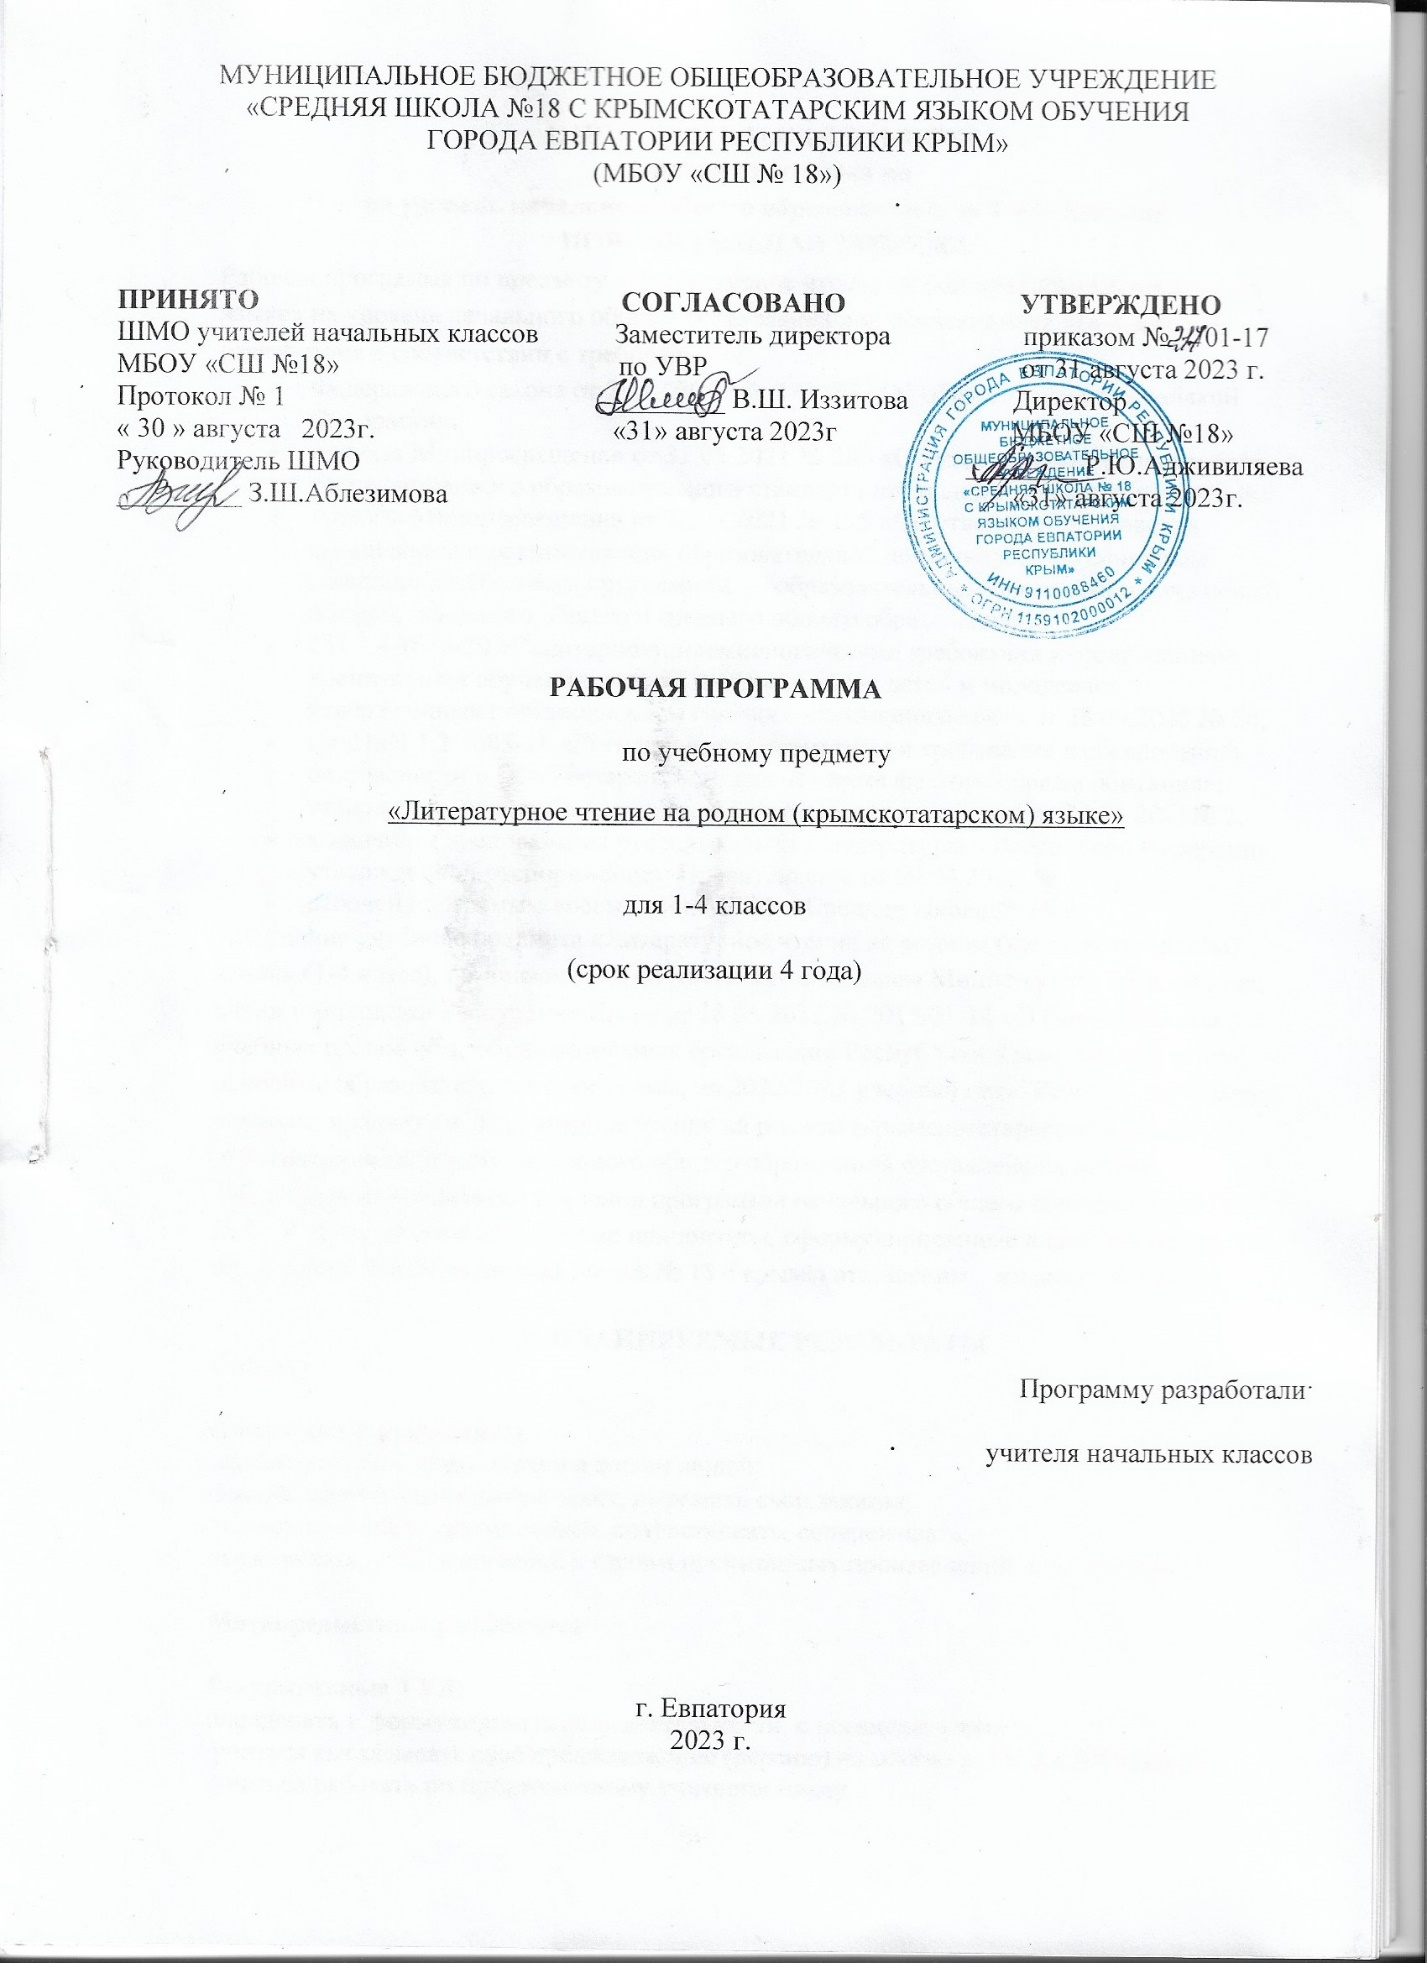 МУНИЦИПАЛЬНОЕ БЮДЖЕТНОЕ ОБЩЕОБРАЗОВАТЕЛЬНОЕ УЧРЕЖДЕНИЕ
«СРЕДНЯЯ ШКОЛА №18 С КРЫМСКОТАТАРСКИМ ЯЗЫКОМ ОБУЧЕНИЯ
ГОРОДА ЕВПАТОРИИ РЕСПУБЛИКИ КРЫМ»
(МБОУ «СШ № 18»)
ПРИНЯТО
ШМО учителей начальных классов
МБОУ «СШ №18»
Протокол № 1
« 30 » августа 2023г.
Руководитель ШМО
З.Ш.Аблезимова
СОГЛАСОВАНО
Заместитель директора
по УВР
В.Ш. Иззитова
«31» августа 2023г
УТВЕРЖДЕНО
приказом № /01-17
от 31 августа 2023 г.
Директор
МБОУ «СШ №18»
Р.Ю.Адживиляева
«31» августа 2023г.
АДМИНИСТРАЦИЯ ГОРОДА ЕВПАТОРИИ РЕСПУБЛИКИ КРЫМ
* ОГРН 1159102000012 *
МУНИЦИПАЛЬНОЕ
БЮДЖЕТНОЕ
ОБЩЕОБРАЗОВАТЕЛЬНОЕ
УЧРЕЖДЕНИЕ
«СРЕДНЯЯ ШКОЛА № 18
С КРЫМСКОТАТАРСКИМ
ЯЗЫКОМ ОБУЧЕНИЯ
ГОРОДА ЕВПАТОРИИ
РЕСПУБЛИКИ
КРЫМ»
ИНН 9110088460
РАБОЧАЯ ПРОГРАММА
по учебному предмету
«Литературное чтение на родном (крымскотатарском) языке»
для 1-4 классов
(срок реализации 4 года)
Программу разработали
учителя начальных классов
г. Евпатория
2023 г.